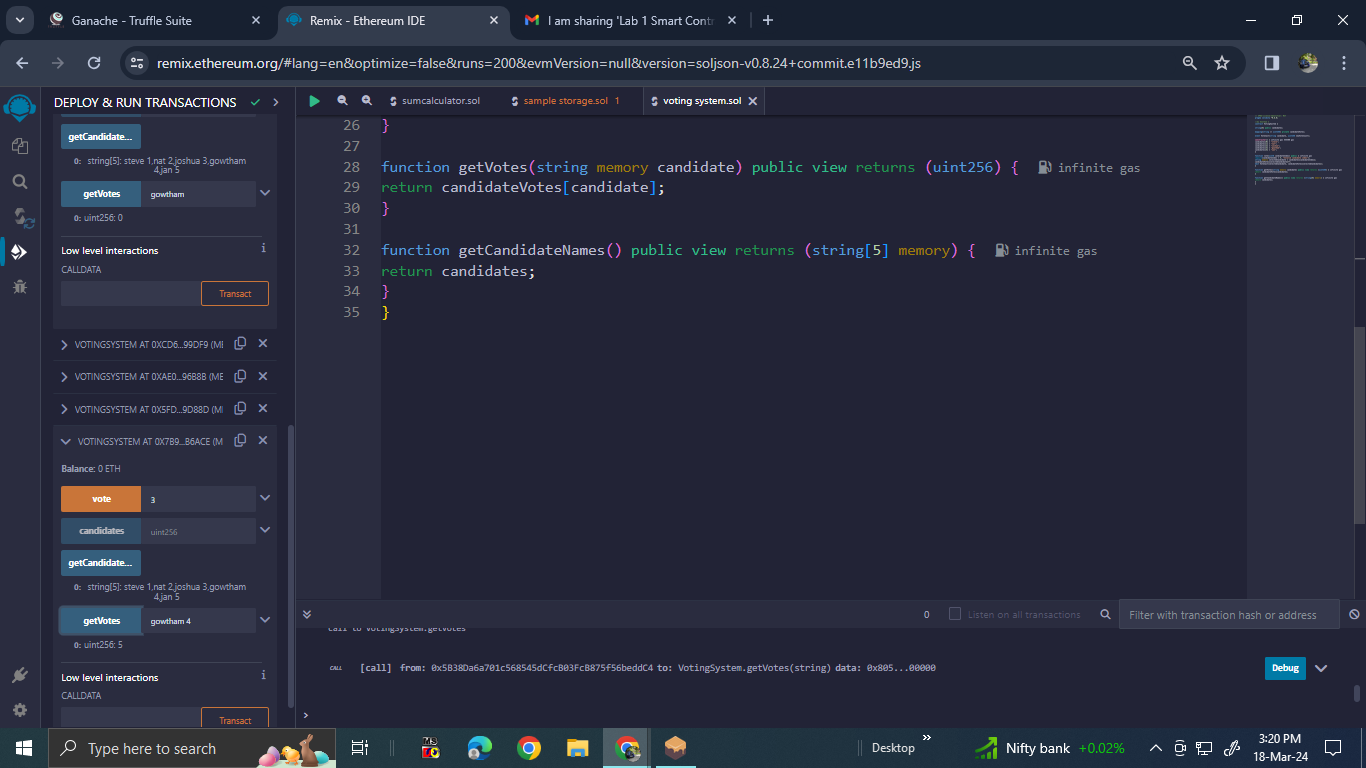 Ganache - Truffle Suite
Remix - Ethereum IDE
I am sharing 'Lab 1 Smart Contr
remix.ethereum.org/#lang=en&optimize=false&runs=200&evmVersion=null&version=soljson-v0.8.24+commit.e11b9ed9.js
DEPLOY & RUN TRANSACTIONS
sumcalculator.sol
sample storage.sol 1
voting system.sol
getCandidate...
0: string[5]: steve 1,nat 2,joshua 3,gowtham
4,jan 5
getVotes gowtham
0: uint256: 0
Low level interactions i
CALLDATA
Transact
VOTINGSYSTEM AT 0XCD6...99DF9 (ME
VOTINGSYSTEM AT 0XAE0...96B8B (ME
VOTINGSYSTEM AT 0X5FD...9D88D (MI
VOTINGSYSTEM AT 0X7B9...B6ACE (M
Balance: 0 ETH
vote 3
candidates uint256
getCandidate...
0: string[5]: steve 1,nat 2,joshua 3,gowtham
4,jan 5
getVotes gowtham 4
0: uint256: 5
Low level interactions i
CALLDATA
Transact
26 }
27
28 function getVotes(string memory candidate) public view returns (uint256) { infinite gas
29 return candidateVotes[candidate];
30 }
31
32 function getCandidateNames() public view returns (string[5] memory) { infinite gas
33 return candidates;
34 }
35 }
0 Listen on all transactions Filter with transaction hash or address
call to VotingSystem.getVotes
CALL [call] from: 0x5B38Da6a701c568545dCfcB03FcB875f56beddC4 to: VotingSystem.getVotes(string) data: 0x805...00000 Debug
>
Type here to search
Desktop
Nifty bank +0.02%
3:20 PM
18-Mar-24